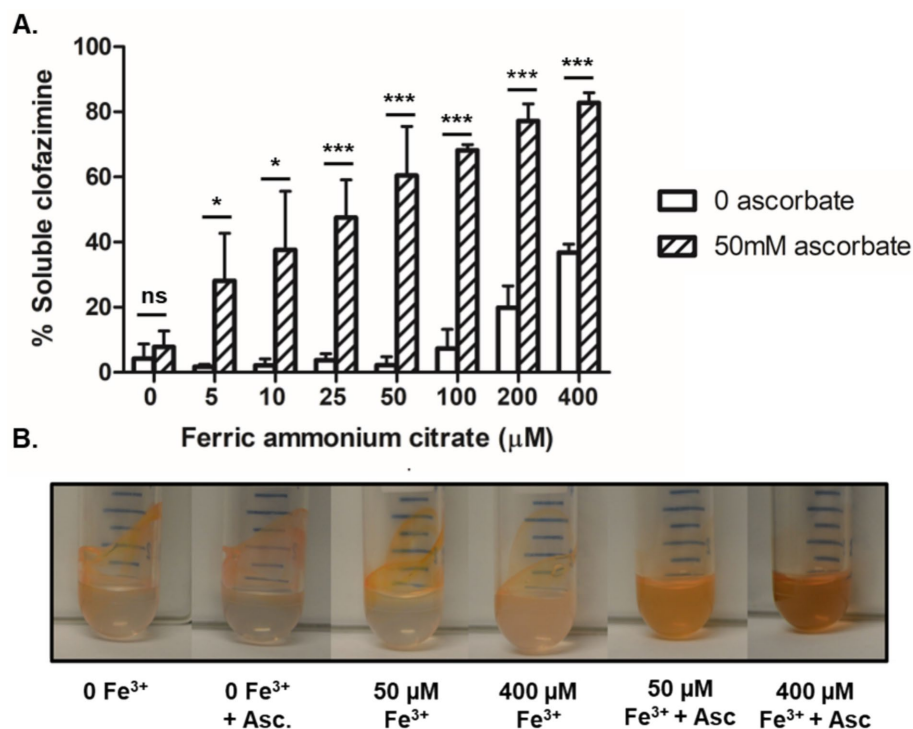 A.
% Soluble clofazimine
100
80
60
40
20
0
ns
*
*
***
***
***
***
***
0 5 10 25 50 100 200 400
Ferric ammonium citrate (μM)
0 ascorbate
50mM ascorbate
B.
0 Fe³⁺
0 Fe³⁺
+ Asc.
50 μM
Fe³⁺
400 μM
Fe³⁺
50 μM
Fe³⁺ + Asc
400 μM
Fe³⁺ + Asc